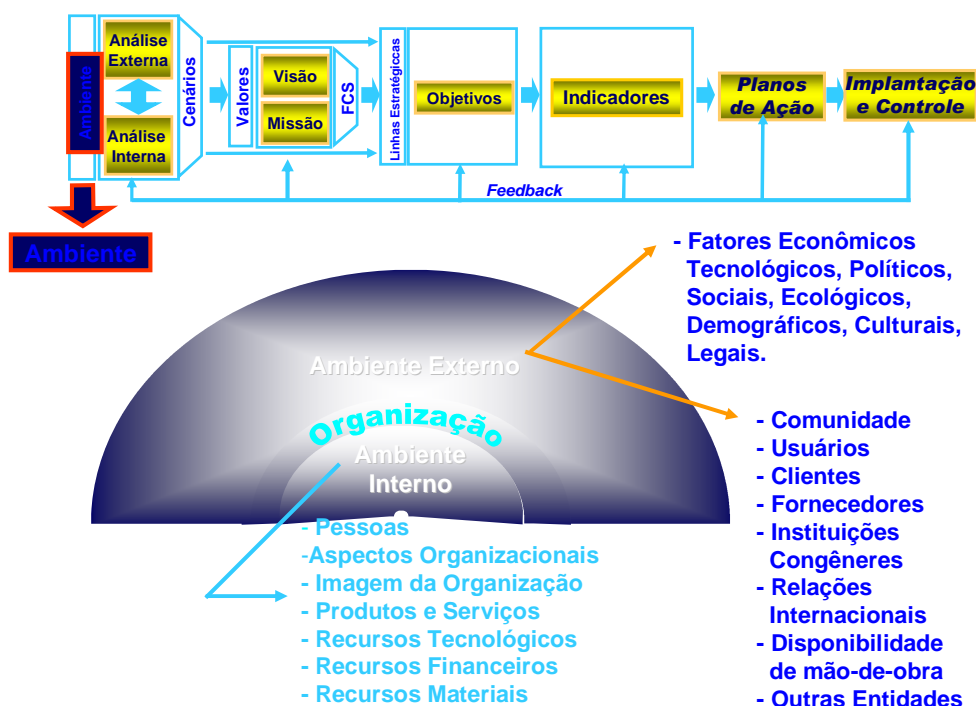 Ambiente
Análise
Externa
Análise
Interna
Cenários
Valores
Visão
Missão
FCS
Linhas Estratégiccas
Objetivos
Indicadores
Planos
de Ação
Implantação
e Controle
Feedback
Ambiente
- Fatores Econômicos
Tecnológicos, Políticos,
Sociais, Ecológicos,
Demográficos, Culturais,
Legais.
Ambiente Externo
Organização
Ambiente
Interno
- Comunidade
- Usuários
- Clientes
- Fornecedores
- Instituições
Congêneres
- Relações
Internacionais
- Disponibilidade
de mão-de-obra
- Outras Entidades
- Pessoas
-Aspectos Organizacionais
- Imagem da Organização
- Produtos e Serviços
- Recursos Tecnológicos
- Recursos Financeiros
- Recursos Materiais